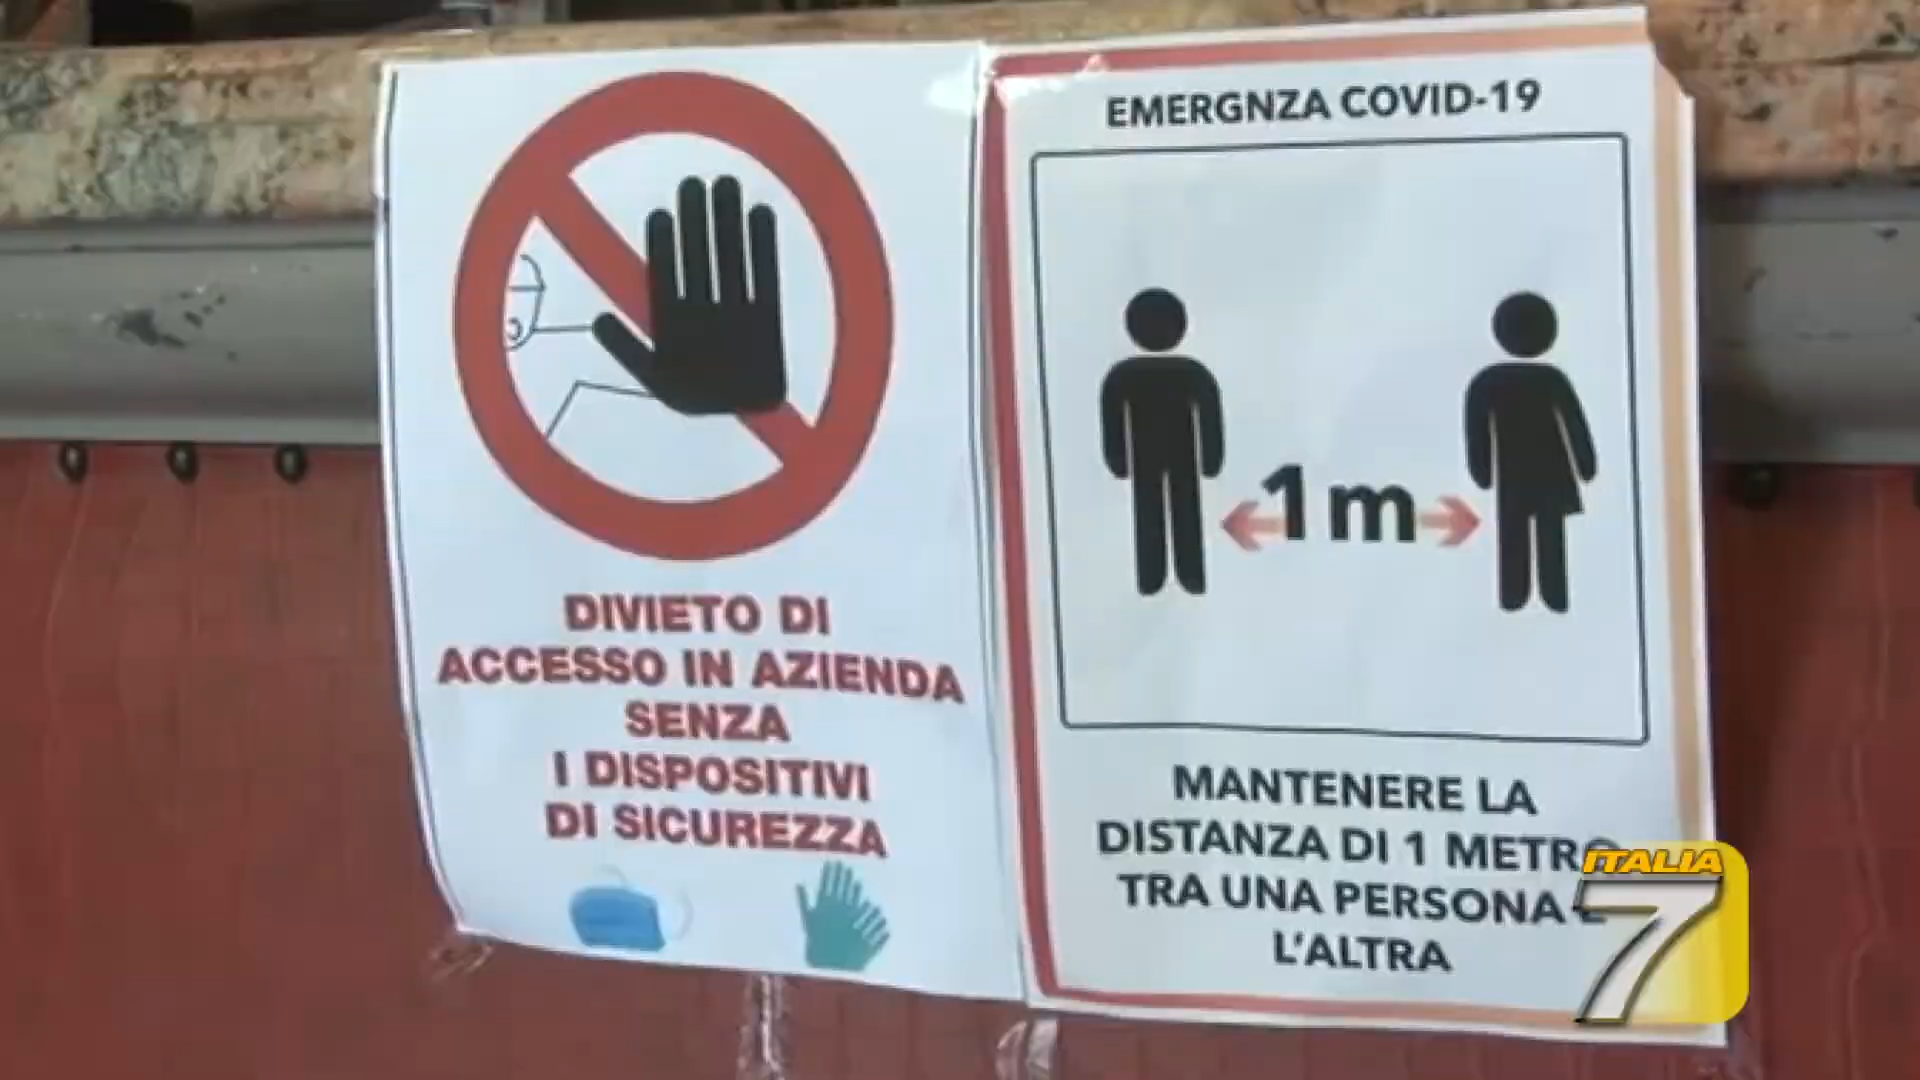 DIVIETO DI
ACCESSO IN AZIENDA
SENZA
I DISPOSITIVI
DI SICUREZZA
EMERGNZA COVID-19
1m
MANTENERE LA
DISTANZA DI 1 METRO
TRA UNA PERSONA E
L'ALTRA
ITALIA
7